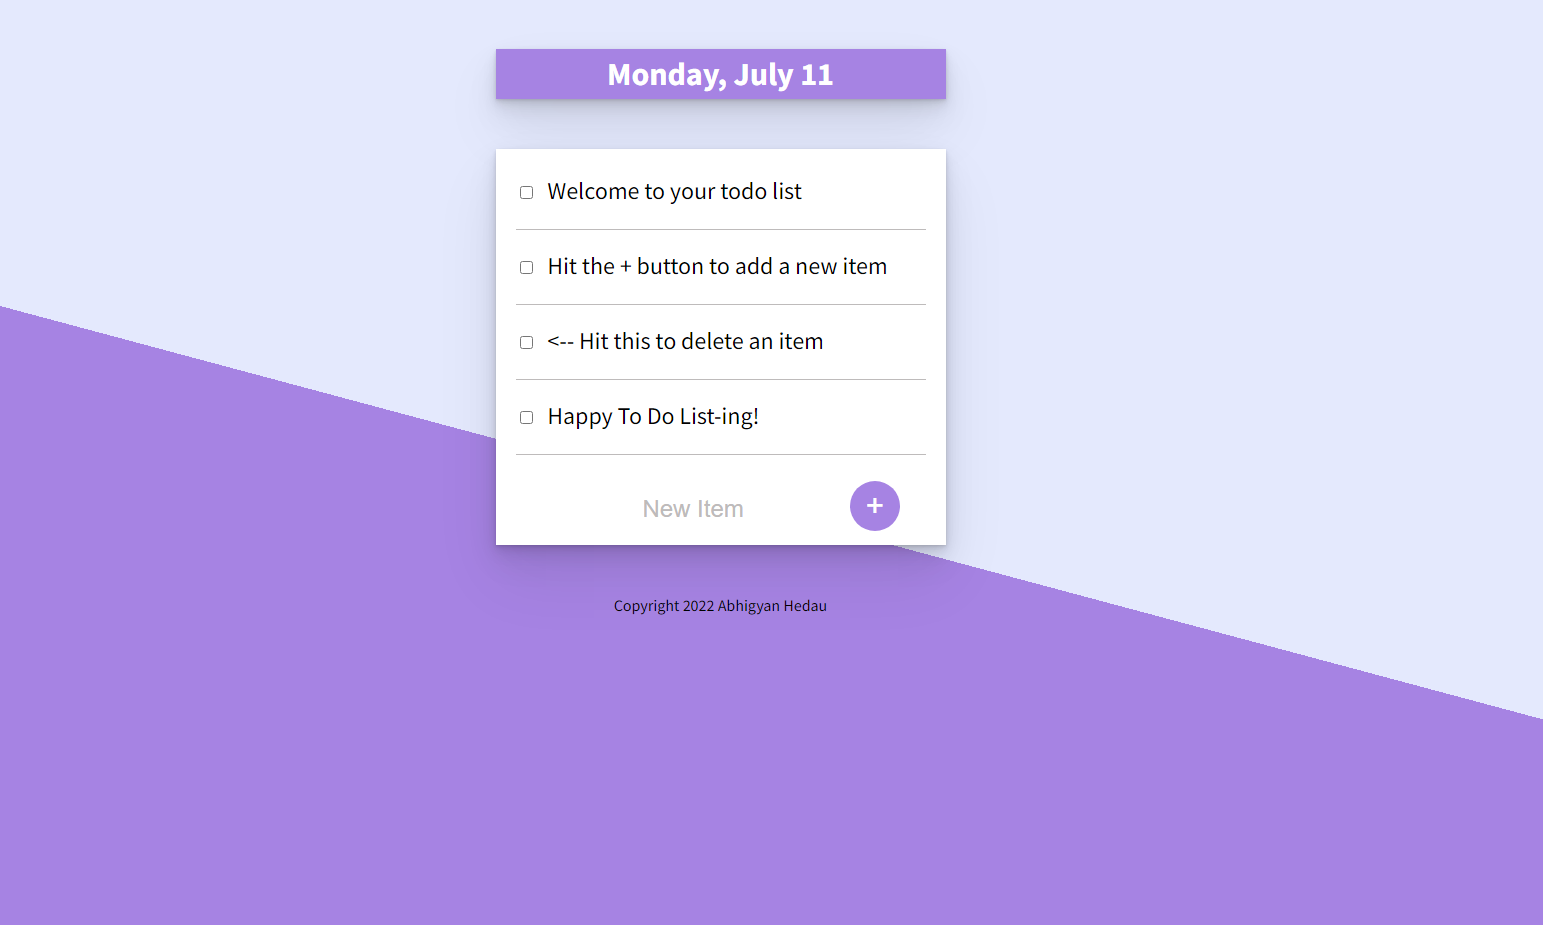 Monday, July 11
Welcome to your todo list
Hit the + button to add a new item
<-- Hit this to delete an item
Happy To Do List-ing!
New Item
+
Copyright 2022 Abhigyan Hedau